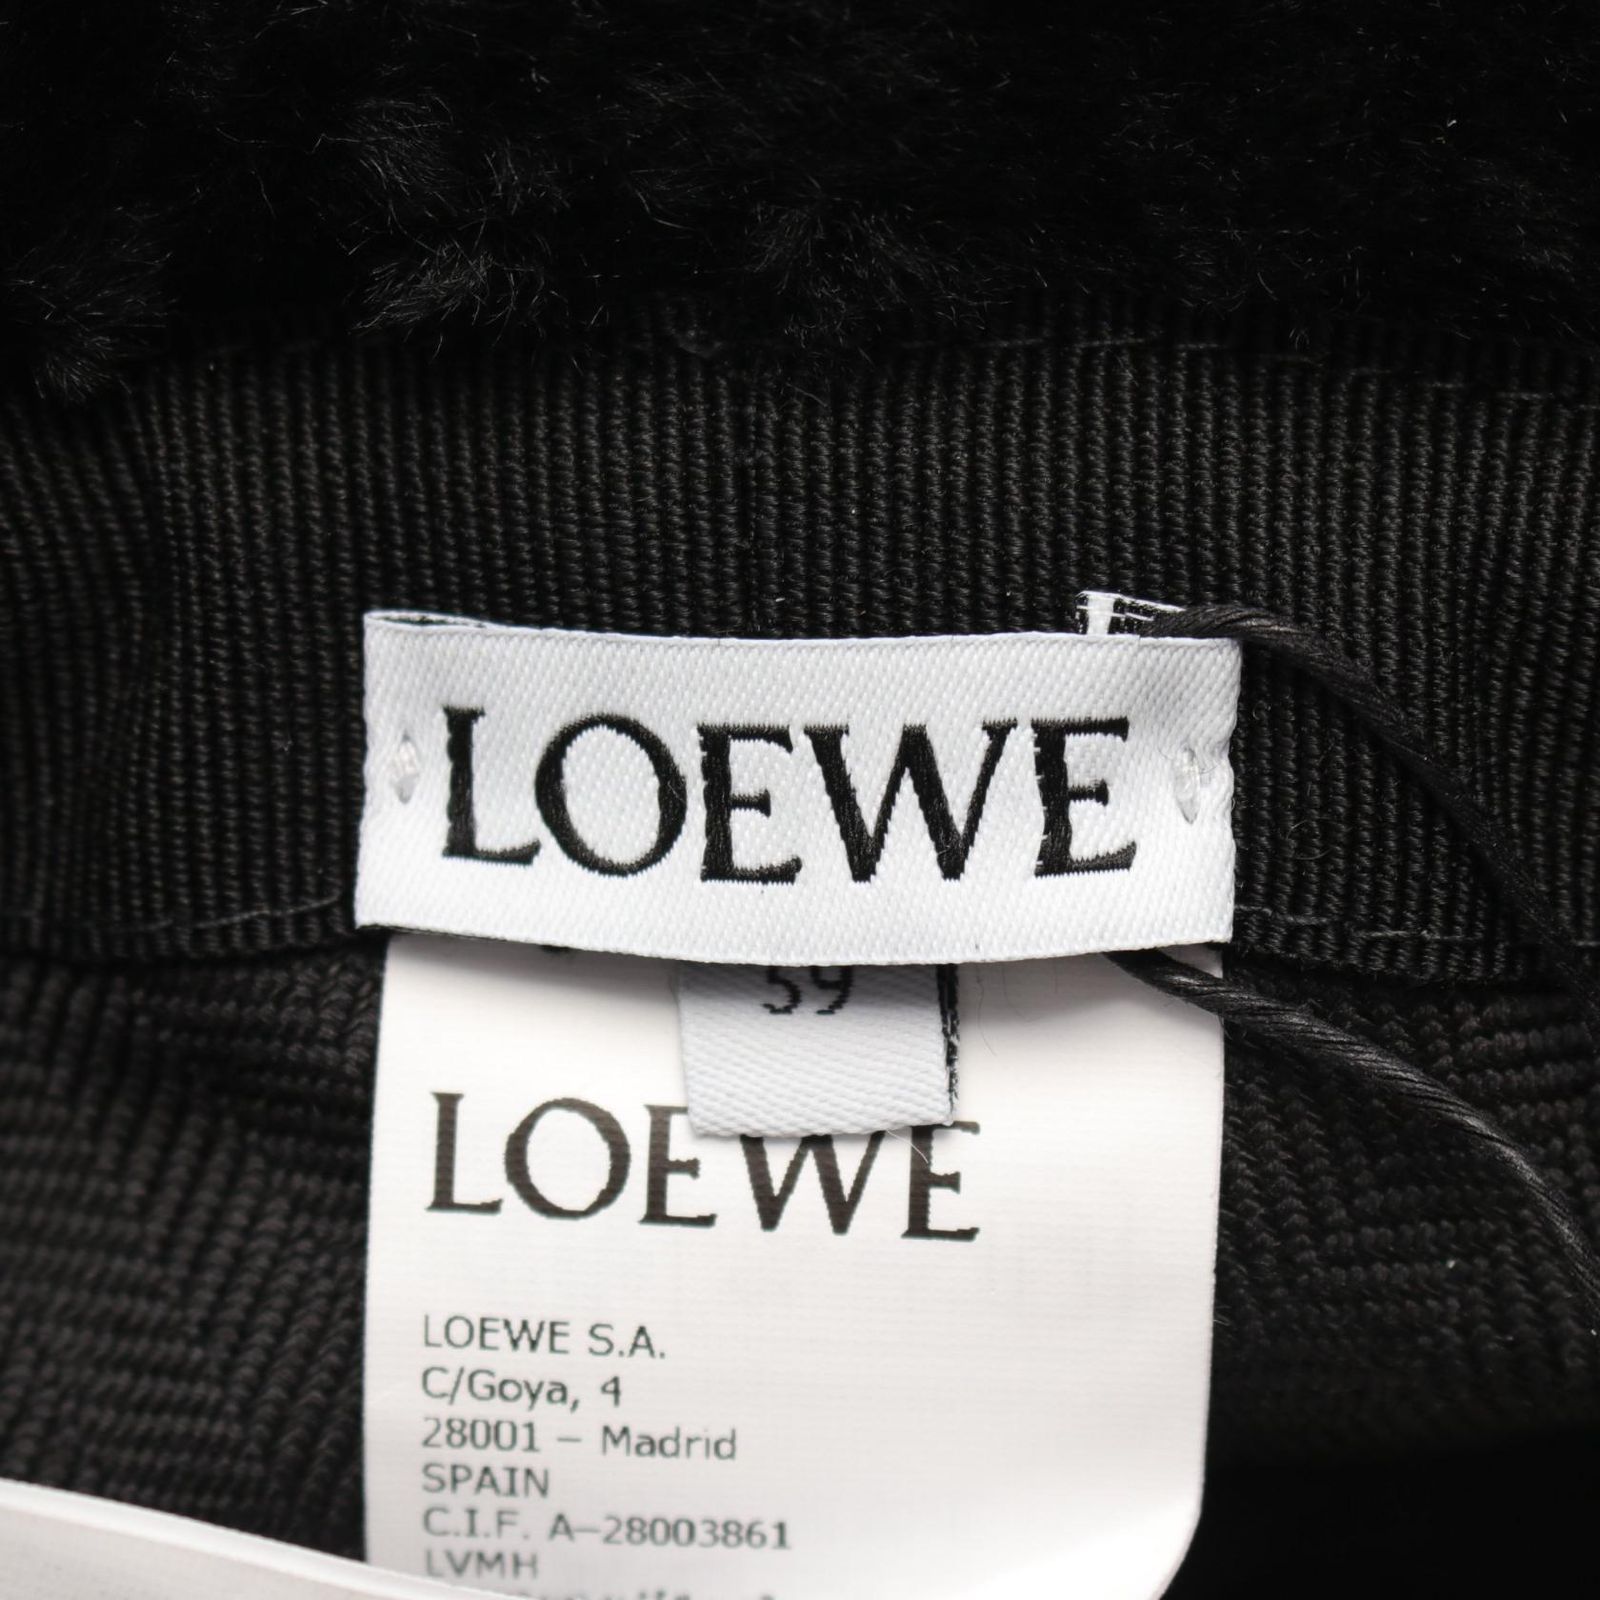 LOEWE
59
LOEWE
LOEWE S.A.
C/Goya, 4
28001 – Madrid
SPAIN
C.I.F. A–28003861
LVMH